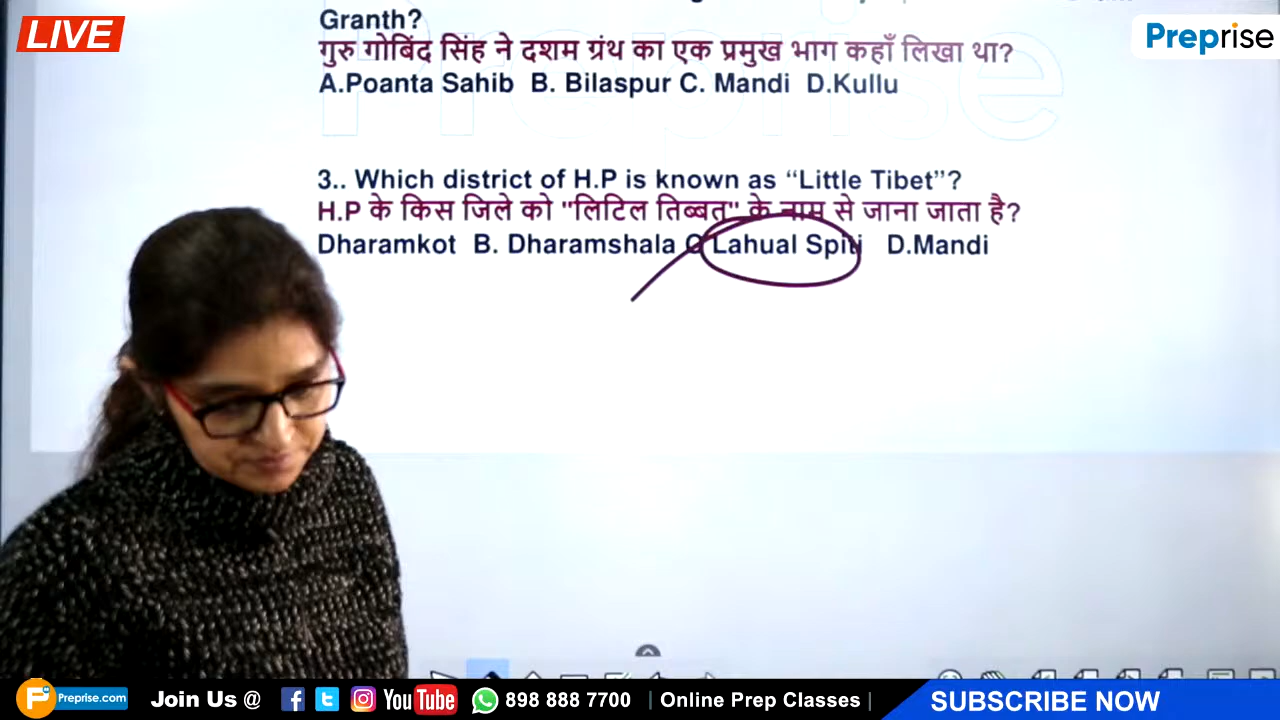 LIVE
Granth?
Preprise
गुरु गोबिंद सिंह ने दशम ग्रंथ का एक प्रमुख भाग कहाँ लिखा था?
A.Poanta Sahib B. Bilaspur C. Mandi D.Kullu
Preprise
3.. Which district of H.P is known as “Little Tibet”?
H.P के किस जिले को "लिटिल तिब्बत" के नाम से जाना जाता है?
Dharamkot B. Dharamshala C Lahual Spiti D.Mandi
Preprise.com Join Us @ YouTube 898 888 7700 | Online Prep Classes | SUBSCRIBE NOW